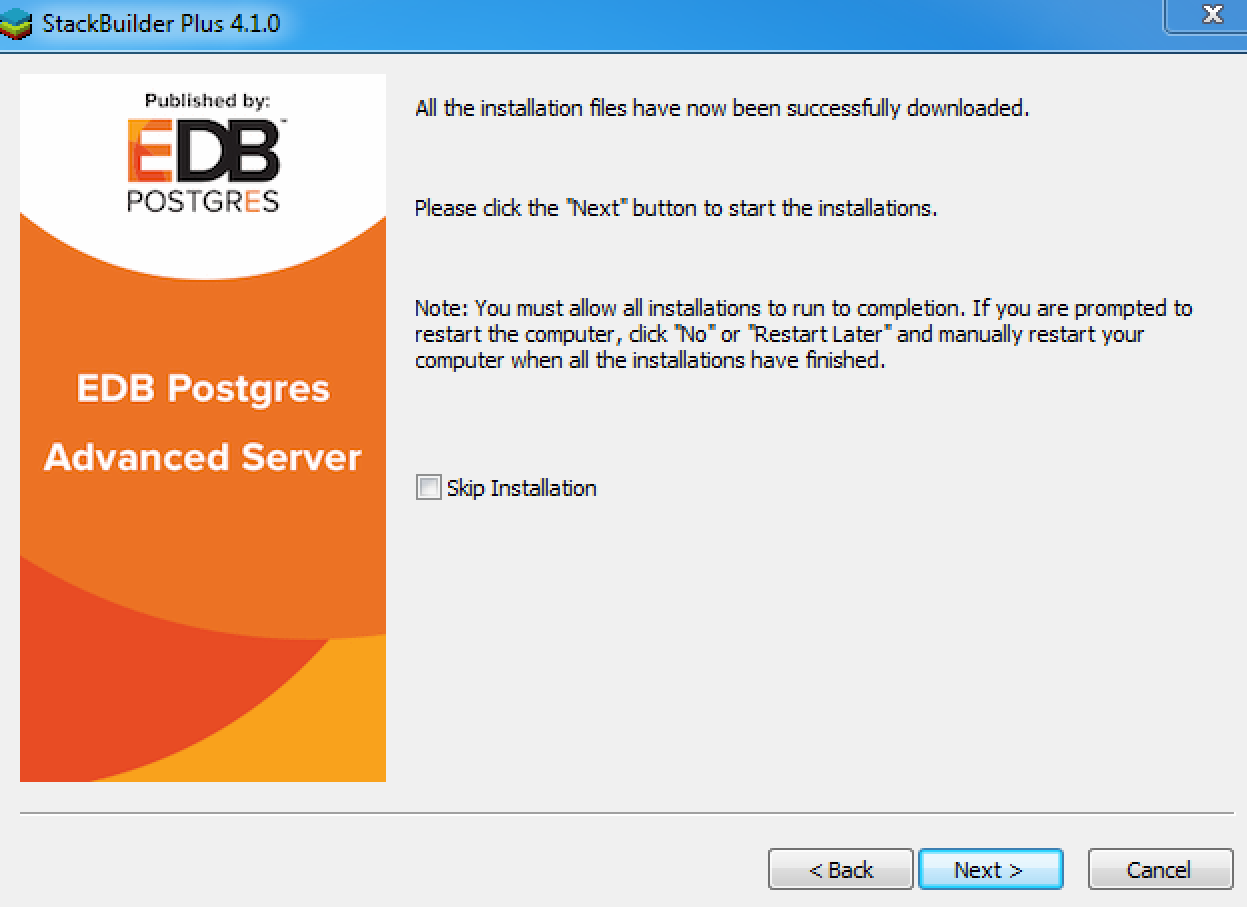 StackBuilder Plus 4.1.0
Published by:
EDB™
POSTGRES
EDB Postgres
Advanced Server
All the installation files have now been successfully downloaded.
Please click the "Next" button to start the installations.
Note: You must allow all installations to run to completion. If you are prompted to
restart the computer, click "No" or "Restart Later" and manually restart your
computer when all the installations have finished.
Skip Installation
< Back
Next >
Cancel